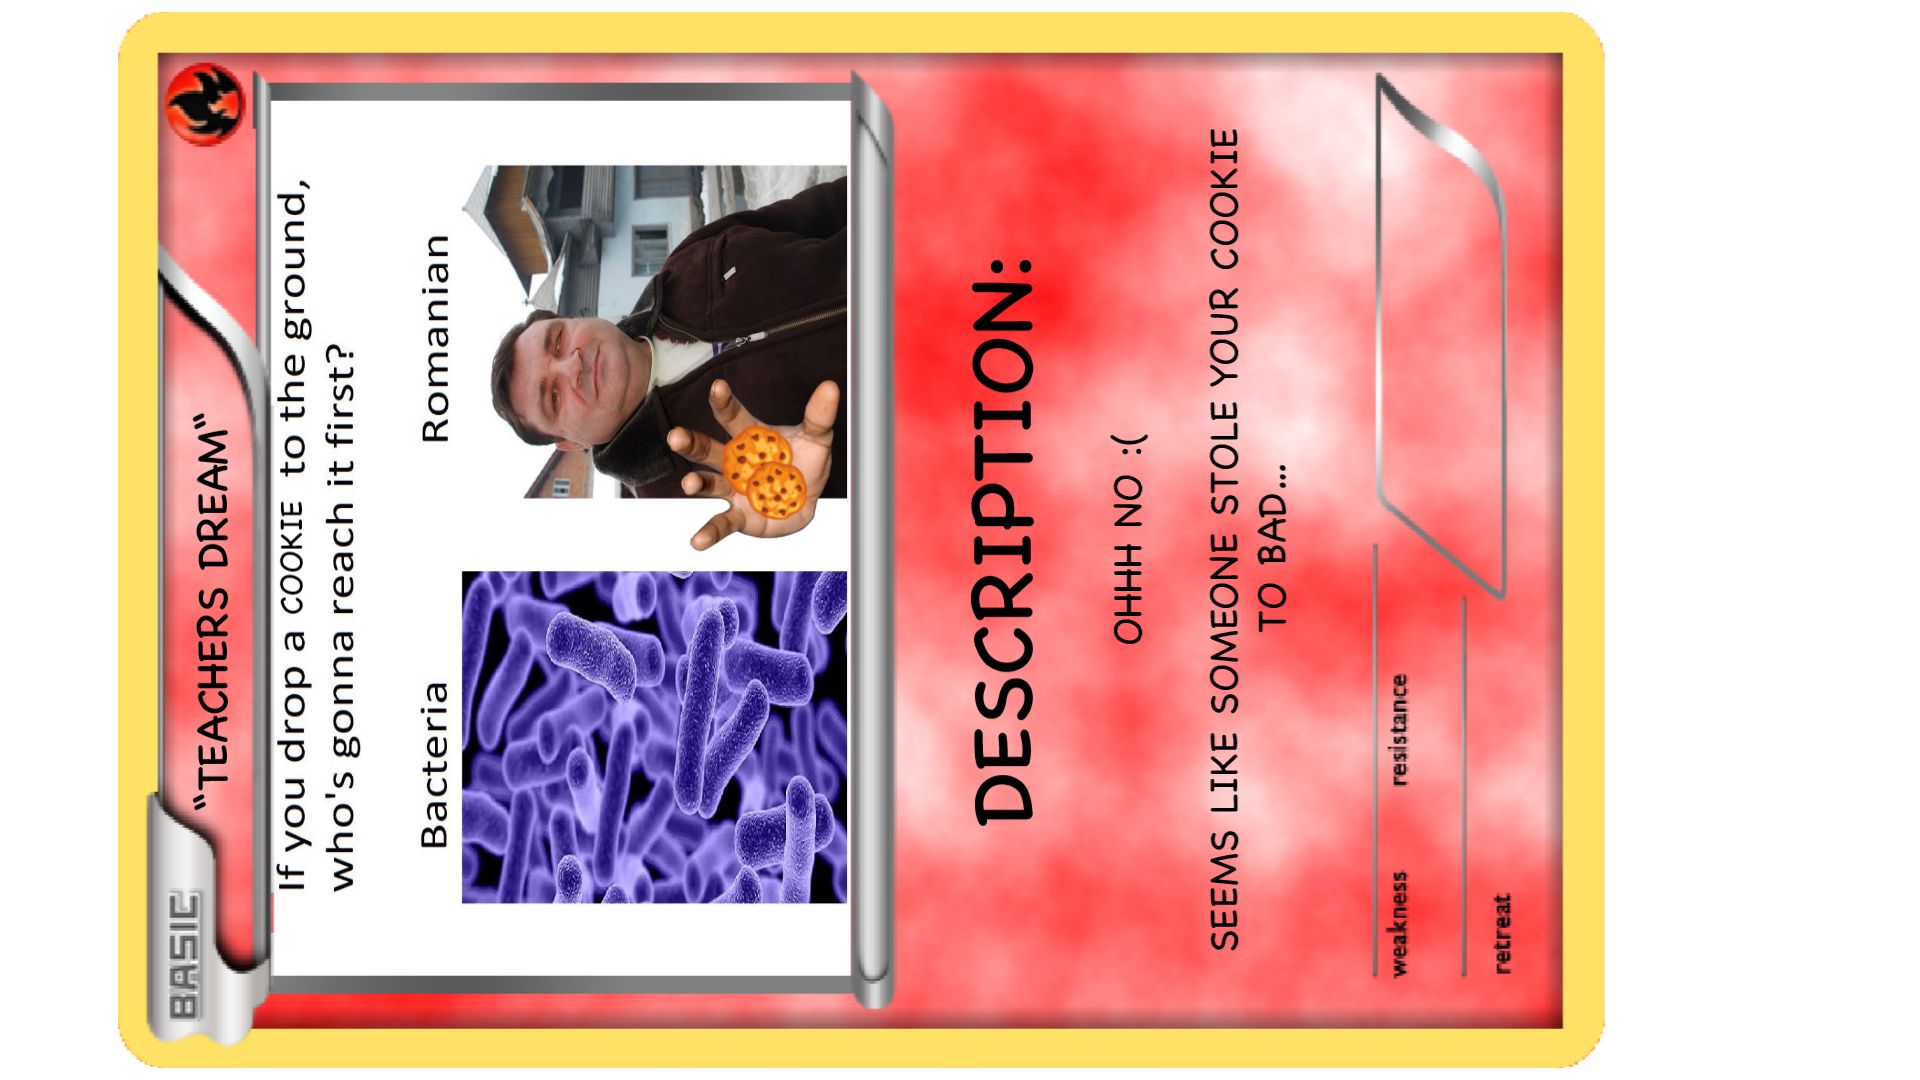 BASIC
"TEACHERS DREAM"
If you drop a COOKIE to the ground,
who's gonna reach it first?
Bacteria
Romanian
DESCRIPTION:
OHHH NO :(
SEEMS LIKE SOMEONE STOLE YOUR COOKIE
TO BAD...
weakness
resistance
retreat